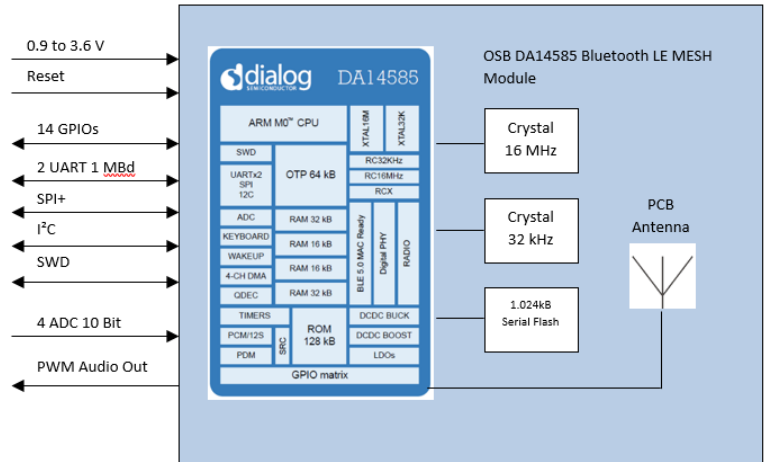 0.9 to 3.6 V
Reset
14 GPIOs
2 UART 1 MBd
SPI+
I²C
SWD
4 ADC 10 Bit
PWM Audio Out
dialog
SEMICONDUCTOR
DA14585
ARM M0™ CPU
XTAL16M
XTAL32K
SWD
UARTx2
SPI
12C
OTP 64 kB
RC32KHz
RC16MHz
RCX
ADC
KEYBOARD
WAKEUP
4-CH DMA
QDEC
RAM 32 kB
RAM 16 kB
RAM 16 kB
RAM 32 kB
BLE 5.0 MAC Ready
Digital PHY
RADIO
TIMERS
PCM/12S
PDM
SRC
ROM
128 kB
DCDC BUCK
DCDC BOOST
LDOs
GPIO matrix
OSB DA14585 Bluetooth LE MESH
Module
Crystal
16 MHz
Crystal
32 kHz
1.024kB
Serial Flash
PCB
Antenna